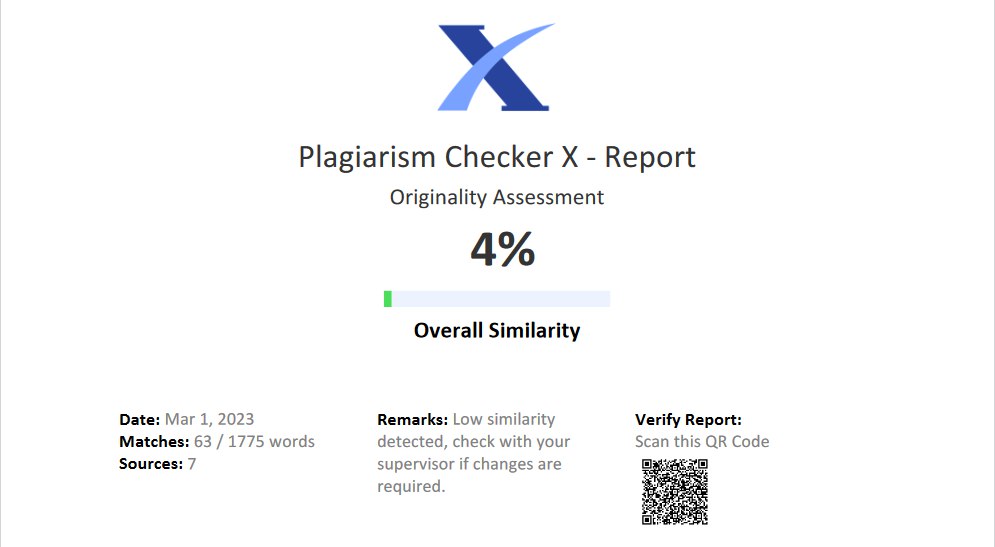 Plagiarism Checker X - Report
Originality Assessment
4%
Overall Similarity
Date: Mar 1, 2023
Matches: 63 / 1775 words
Sources: 7
Remarks: Low similarity
detected, check with your
supervisor if changes are
required.
Verify Report:
Scan this QR Code